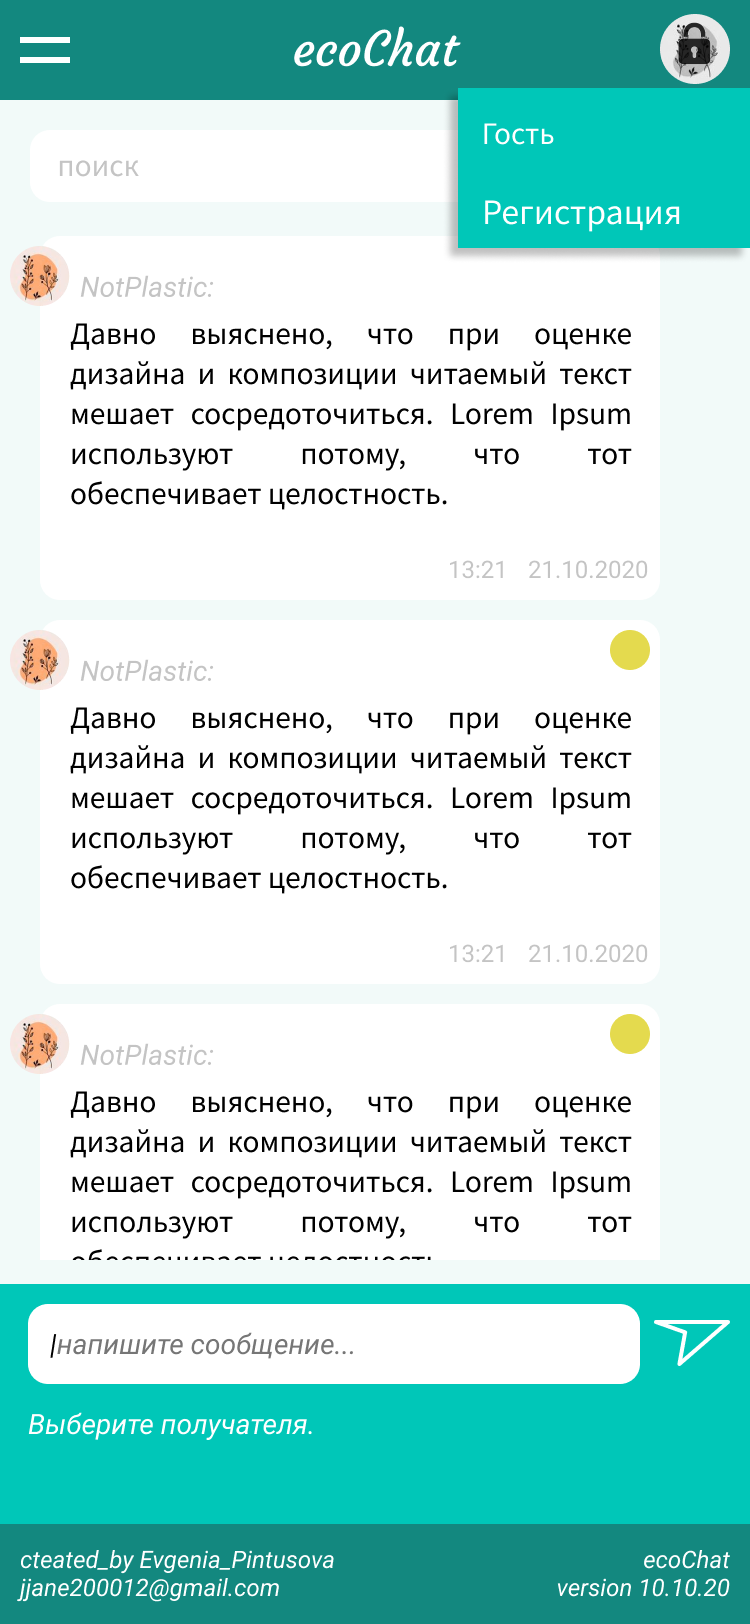 ecoChat
Гость
поиск
Регистрация
NotPlastic:
Давно выяснено, что при оценке
дизайна и композиции читаемый текст
мешает сосредоточиться. Lorem Ipsum
используют потому, что тот
обеспечивает целостность.
13:21 21.10.2020
NotPlastic:
Давно выяснено, что при оценке
дизайна и композиции читаемый текст
мешает сосредоточиться. Lorem Ipsum
используют потому, что тот
обеспечивает целостность.
13:21 21.10.2020
NotPlastic:
Давно выяснено, что при оценке
дизайна и композиции читаемый текст
мешает сосредоточиться. Lorem Ipsum
используют потому, что тот
обеспечивает целостность.
напишите сообщение...
Выберите получателя.
cteated_by Evgenia_Pintusova
jjane200012@gmail.com
ecoChat
version 10.10.20